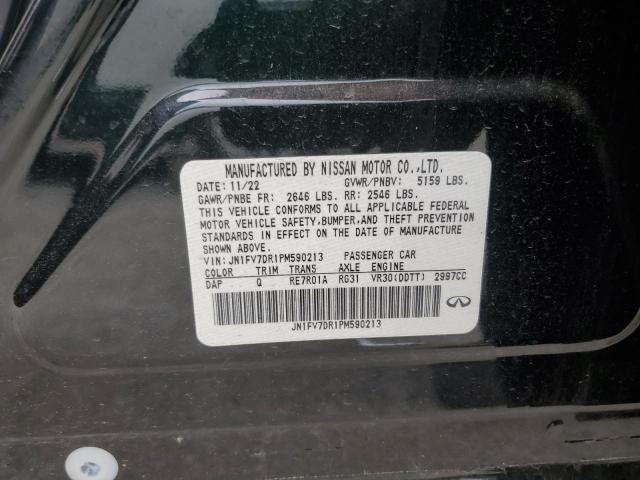 MANUFACTURED BY NISSAN MOTOR CO.,LTD.
DATE: 11/22 GVWR/PNBV: 5159 LBS.
GAWR/PNBE FR: 2646 LBS. RR: 2546 LBS.
THIS VEHICLE CONFORMS TO ALL APPLICABLE FEDERAL
MOTOR VEHICLE SAFETY,BUMPER,AND THEFT PREVENTION
STANDARDS IN EFFECT ON THE DATE OF MANUFACTURE
SHOWN ABOVE.
VIN: JN1FV7DR1PM590213 PASSENGER CAR
COLOR TRIM TRANS AXLE ENGINE
DAP Q RE7R01A RG31 VR30(DDTT) 2997CC
JN1FV7DR1PM590213